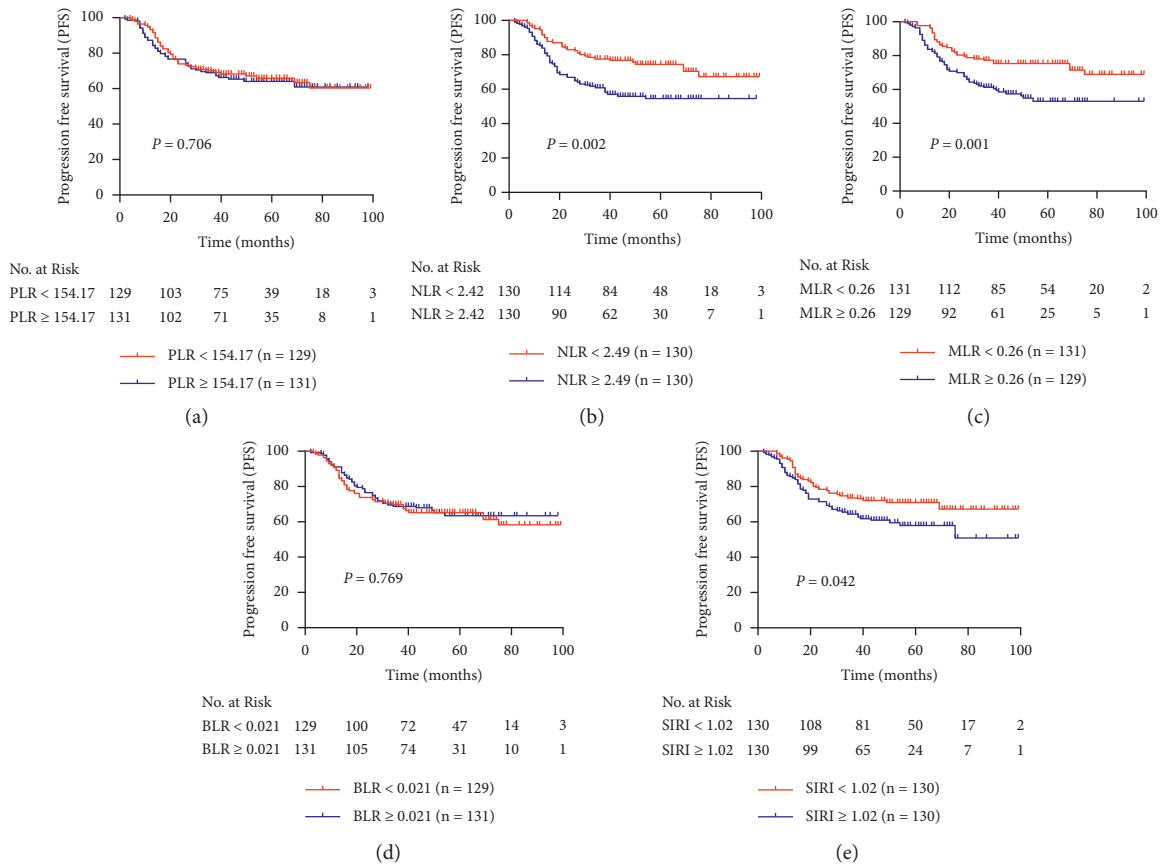 Progression free survival (PFS)
100
80
60
40
20
0
P = 0.706
0 20 40 60 80 100
Time (months)
No. at Risk
PLR < 154.17 129 103 75 39 18 3
PLR ≥ 154.17 131 102 71 35 8 1
PLR < 154.17 (n = 129)
PLR ≥ 154.17 (n = 131)
(a)
Progression free survival (PFS)
100
80
60
40
20
0
P = 0.002
0 20 40 60 80 100
Time (months)
No. at Risk
NLR < 2.42 130 114 84 48 18 3
NLR ≥ 2.42 130 90 62 30 7 1
NLR < 2.49 (n = 130)
NLR ≥ 2.49 (n = 130)
(b)
Progression free survival (PFS)
100
80
60
40
20
0
P = 0.001
0 20 40 60 80 100
Time (months)
No. at Risk
MLR < 0.26 131 112 85 54 20 2
MLR ≥ 0.26 129 92 61 25 5 1
MLR < 0.26 (n = 131)
MLR ≥ 0.26 (n = 129)
(c)
Progression free survival (PFS)
100
80
60
40
20
0
P = 0.769
0 20 40 60 80 100
Time (months)
No. at Risk
BLR < 0.021 129 100 72 47 14 3
BLR ≥ 0.021 131 105 74 31 10 1
BLR < 0.021 (n = 129)
BLR ≥ 0.021 (n = 131)
(d)
Progression free survival (PFS)
100
80
60
40
20
0
P = 0.042
0 20 40 60 80 100
Time (months)
No. at Risk
SIRI < 1.02 130 108 81 50 17 2
SIRI ≥ 1.02 130 99 65 24 7 1
SIRI < 1.02 (n = 130)
SIRI ≥ 1.02 (n = 130)
(e)